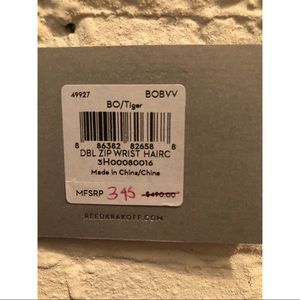 49927 BOBVV
BO/Tiger
8 86382 82658 8
DBL ZIP WRIST HAIRC
3H00080016
Made in China/China
MFSRP 345 $490.00
REEDKRAKOFF.COM